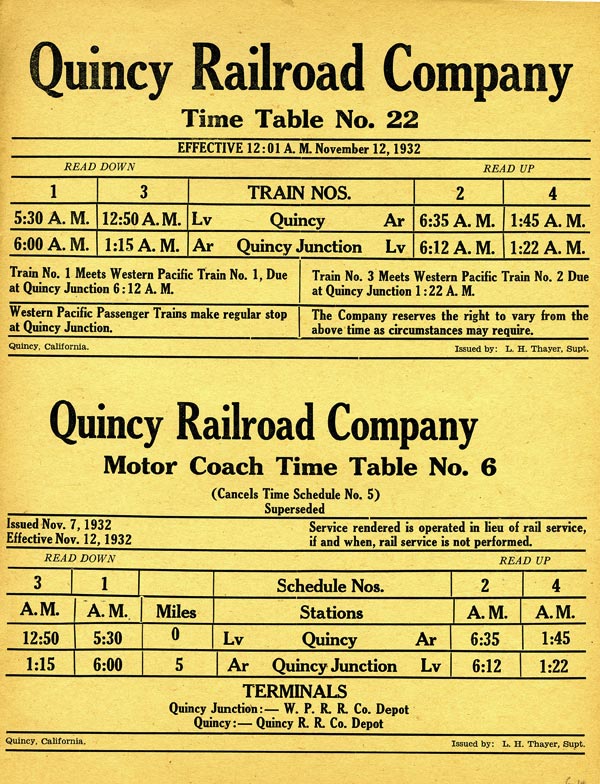 Quincy Railroad Company
Time Table No. 22
EFFECTIVE 12:01 A. M. November 12, 1932
READ DOWN READ UP
1 3 TRAIN NOS. 2 4
5:30 A. M. 12:50 A. M. Lv Quincy Ar 6:35 A. M. 1:45 A. M.
6:00 A. M. 1:15 A. M. Ar Quincy Junction Lv 6:12 A. M. 1:22 A. M.
Train No. 1 Meets Western Pacific Train No. 1, Due
at Quincy Junction 6:12 A. M.
Train No. 3 Meets Western Pacific Train No. 2 Due
at Quincy Junction 1:22 A. M.
Western Pacific Passenger Trains make regular stop
at Quincy Junction.
The Company reserves the right to vary from the
above time as circumstances may require.
Quincy, California. Issued by: L. H. Thayer, Supt.
Quincy Railroad Company
Motor Coach Time Table No. 6
(Cancels Time Schedule No. 5)
Superseded
Issued Nov. 7, 1932
Effective Nov. 12, 1932
Service rendered is operated in lieu of rail service,
if and when, rail service is not performed.
READ DOWN READ UP
3 1 Schedule Nos. 2 4
A.M. A.M. Miles Stations A.M. A.M.
12:50 5:30 0 Lv Quincy Ar 6:35 1:45
1:15 6:00 5 Ar Quincy Junction Lv 6:12 1:22
TERMINALS
Quincy Junction:— W. P. R. R. Co. Depot
Quincy:— Quincy R. R. Co. Depot
Quincy, California. Issued by: L. H. Thayer, Supt.